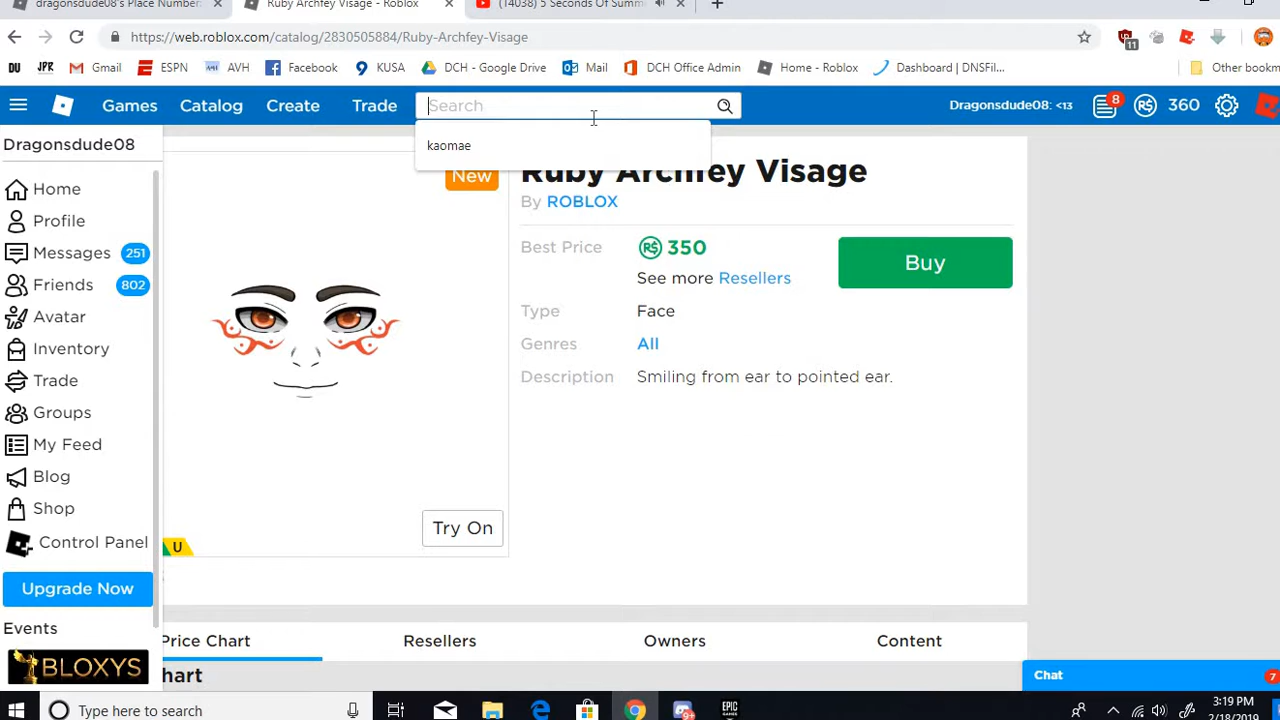 dragonsdude08's Place Number:
Ruby Archfey Visage - Roblox
(14038) 5 Seconds Of Summ
https://web.roblox.com/catalog/2830505884/Ruby-Archfey-Visage
11
DU JPR Gmail ESPN AVH Facebook KUSA DCH - Google Drive Mail DCH Office Admin Home - Roblox Dashboard | DNSFil... Other bookm
Games Catalog Create Trade Search Dragonsdude08: <13 8 R$ 360
kaomae
Dragonsdude08
Home
Profile
Messages 251
Friends 802
Avatar
Inventory
Trade
Groups
My Feed
Blog
Shop
Control Panel
Upgrade Now
Events
BLOXYS
New
Ruby Archfey Visage
By ROBLOX
Best Price R$ 350
See more Resellers
Buy
Type Face
Genres All
Description Smiling from ear to pointed ear.
Try On
U
Price Chart Resellers Owners Content
hart
Chat 7
Type here to search
9+
EPIC GAMES
3:19 PM
2/18/2019